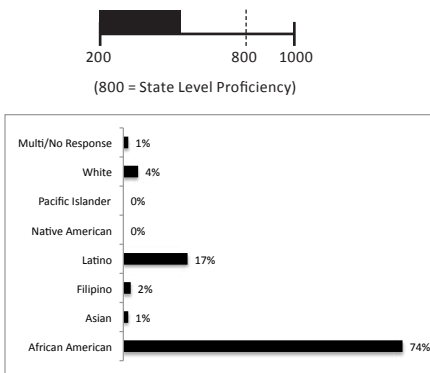 200 800 1000
(800 = State Level Proficiency)
Multi/No Response 1%
White 4%
Pacific Islander 0%
Native American 0%
Latino 17%
Filipino 2%
Asian 1%
African American 74%